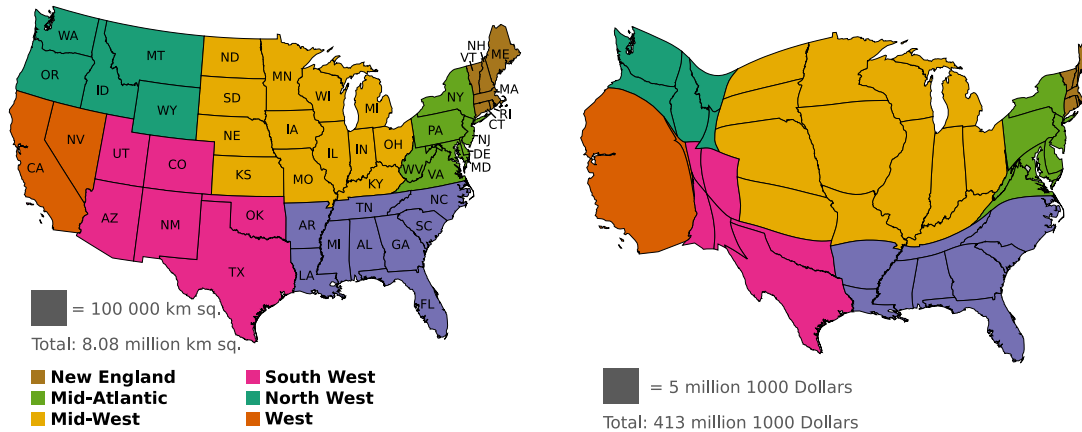 WA
MT
ND
MN
NH
VT
ME
OR
ID
SD
WI
MI
NY
MA
WY
RI
CT
NV
NE
IA
PA
CA
UT
CO
IL
IN
OH
NJ
DE
MD
KS
MO
KY
WV
VA
AZ
NM
OK
AR
TN
NC
SC
TX
MI
AL
GA
LA
LA
FL
= 100 000 km sq.
Total: 8.08 million km sq.
New England
Mid-Atlantic
Mid-West
South West
North West
West
= 5 million 1000 Dollars
Total: 413 million 1000 Dollars